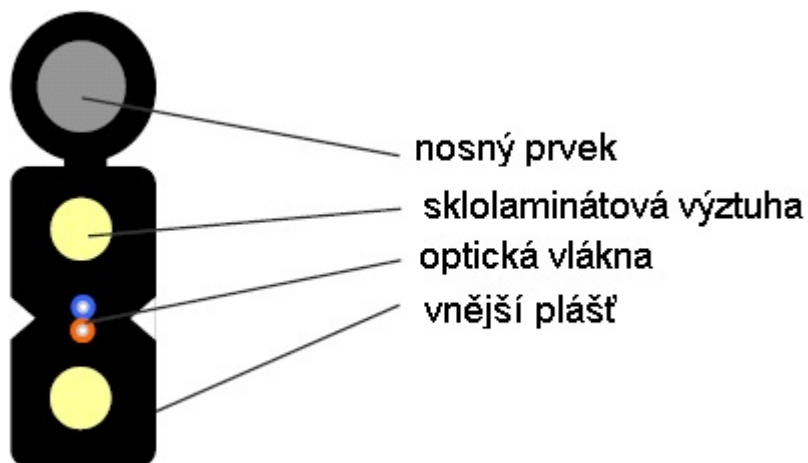 nosný prvek
sklolaminátová výztuha
optická vlákna
vnější plášť